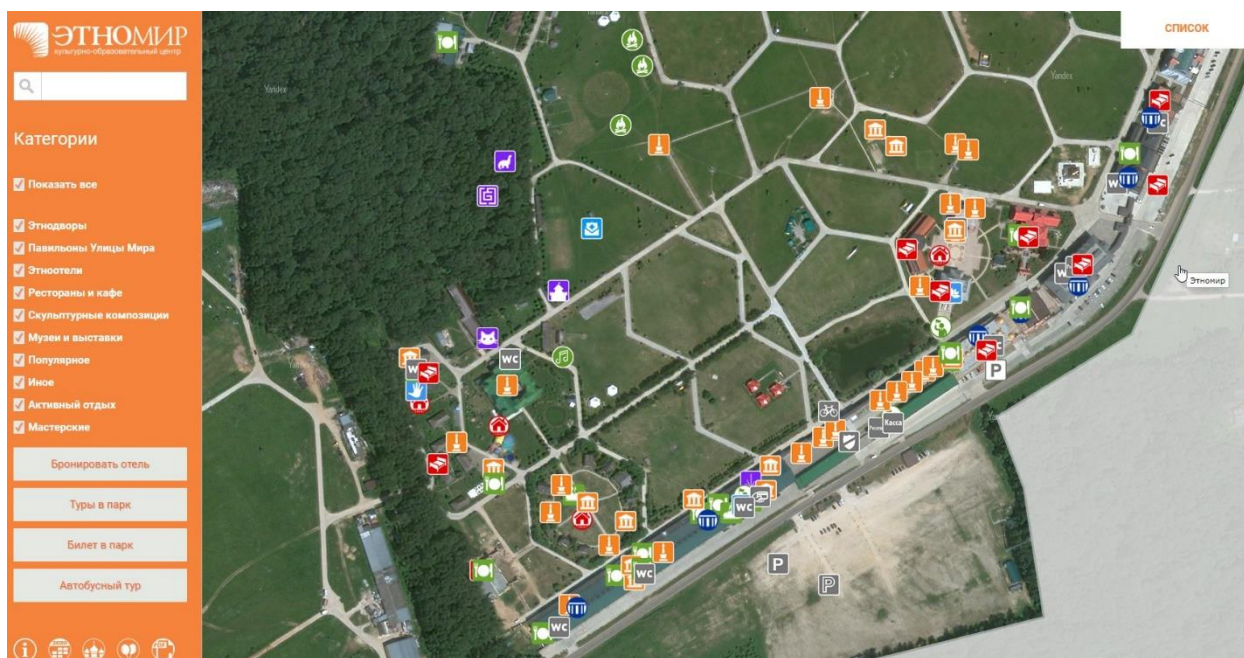 ЭТНОМИР
культурно-образовательный центр
СПИСОК
Категории
Показать все
Этнодворы
Павильоны Улицы Мира
Этноотели
Рестораны и кафе
Скульптурные композиции
Музеи и выставки
Популярное
Иное
Активный отдых
Мастерские
Бронировать отель
Туры в парк
Билет в парк
Автобусный тур
Yandex
Yandex
Этномир
WC
P
Касса
WC
WC
WC
P
P